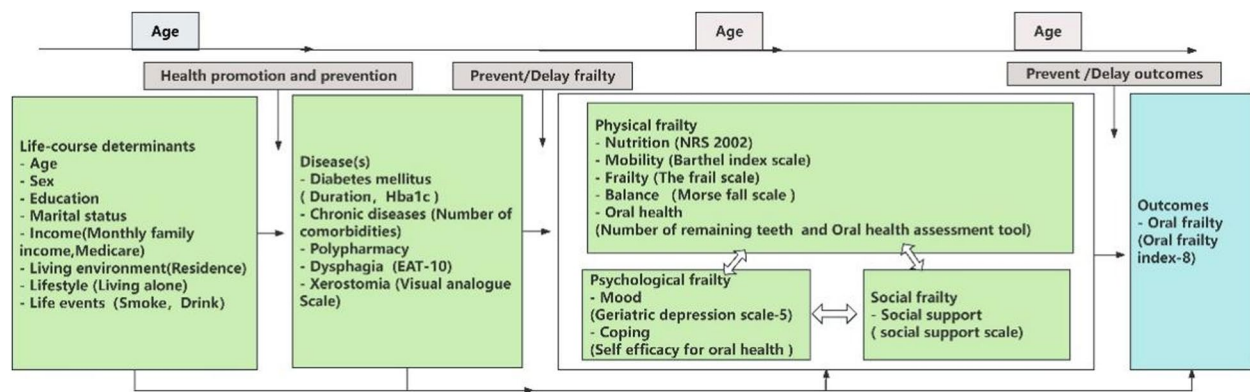 Age
Age
Age
Health promotion and prevention
Prevent/Delay frailty
Prevent /Delay outcomes
Life-course determinants
- Age
- Sex
- Education
- Marital status
- Income(Monthly family
income,Medicare)
- Living environment(Residence)
- Lifestyle (Living alone)
- Life events (Smoke, Drink)
Disease(s)
- Diabetes mellitus
( Duration, Hba1c )
- Chronic diseases (Number of
comorbidities)
- Polypharmacy
- Dysphagia (EAT-10)
- Xerostomia (Visual analogue
Scale)
Physical frailty
- Nutrition (NRS 2002)
- Mobility (Barthel index scale)
- Frailty (The frail scale)
- Balance (Morse fall scale )
- Oral health
(Number of remaining teeth and Oral health assessment tool)
Psychological frailty
- Mood
(Geriatric depression scale-5)
- Coping
(Self efficacy for oral health )
Social frailty
- Social support
( social support scale)
Outcomes
- Oral frailty
(Oral frailty
index-8)